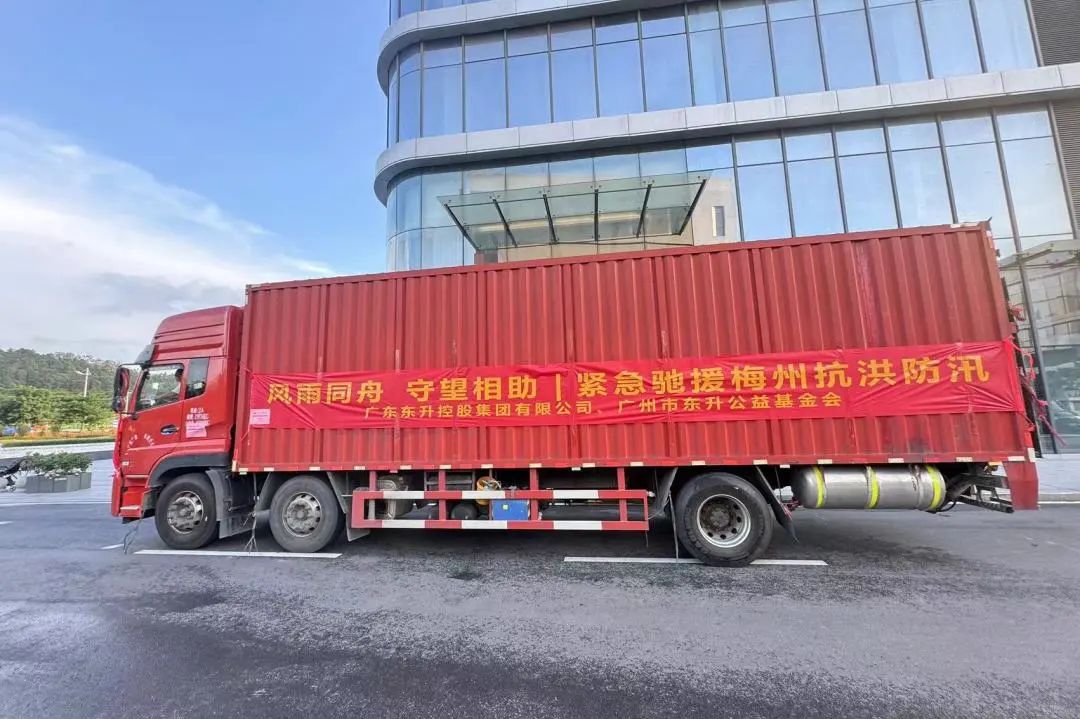 风雨同舟 守望相助 | 紧急驰援梅州抗洪防汛
广东东升控股集团有限公司、广州市东升公益基金会